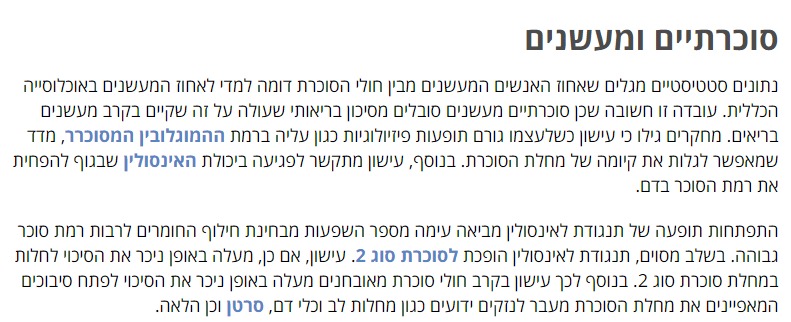 סוכרתיים ומעשנים
נתונים סטטיסטיים מגלים שאחוז האנשים המעשנים מבין חולי הסוכרת דומה למדי לאחוז המעשנים באוכלוסייה
הכללית. עובדה זו חשובה שכן סוכרתיים מעשנים סובלים מסיכון בריאותי שעולה על זה שקיים בקרב מעשנים
בריאים. מחקרים גילו כי עישון כשלעצמו גורם תופעות פיזיולוגיות כגון עליה ברמת ההמוגלובין המסוכרר, מדד
שמאפשר לגלות את קיומה של מחלת הסוכרת. בנוסף, עישון מתקשר לפגיעה ביכולת האינסולין שבגוף להפחית
את רמת הסוכר בדם.
התפתחות תופעה של תנגודת לאינסולין מביאה עימה מספר השפעות מבחינת חילוף החומרים לרבות רמת סוכר
גבוהה. בשלב מסוים, תנגודת לאינסולין הופכת לסוכרת סוג 2. עישון, אם כן, מעלה באופן ניכר את הסיכוי לחלות
במחלת סוכרת סוג 2. בנוסף לכך עישון בקרב חולי סוכרת מאובחנים מעלה באופן ניכר את הסיכוי לפתח סיבוכים
המאפיינים את מחלת הסוכרת מעבר לנזקים ידועים כגון מחלות לב וכלי דם, סרטן וכן הלאה.